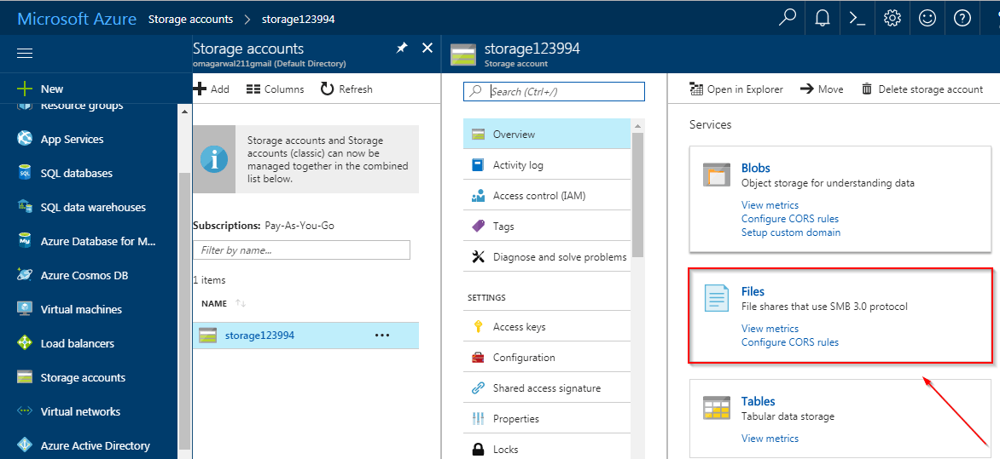 Microsoft Azure Storage accounts > storage123994
New
Resource groups
App Services
SQL databases
SQL data warehouses
Azure Database for M...
Azure Cosmos DB
Virtual machines
Load balancers
Storage accounts
Virtual networks
Azure Active Directory
Storage accounts
omagarwal211gmail (Default Directory)
Add Columns Refresh
Storage accounts and Storage
accounts (classic) can now be
managed together in the combined
list below.
Subscriptions: Pay-As-You-Go
Filter by name...
1 items
NAME
storage123994
storage123994
Storage account
Search (Ctrl+/)
Overview
Activity log
Access control (IAM)
Tags
Diagnose and solve problems
SETTINGS
Access keys
Configuration
Shared access signature
Properties
Locks
Open in Explorer Move Delete storage account
Services
Blobs
Object storage for understanding data
View metrics
Configure CORS rules
Setup custom domain
Files
File shares that use SMB 3.0 protocol
View metrics
Configure CORS rules
Tables
Tabular data storage
View metrics